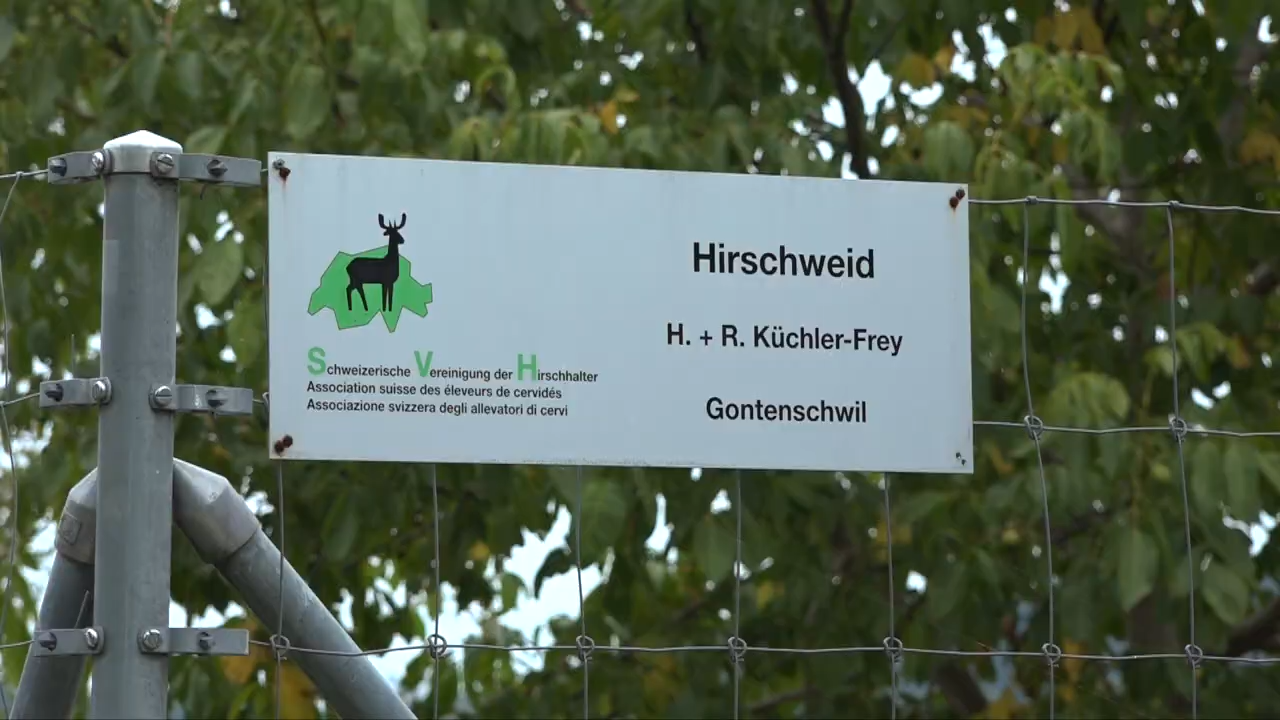 Schweizerische Vereinigung der Hirschhalter
Association suisse des éleveurs de cervidés
Associazione svizzera degli allevatori di cervi
Hirschweid
H. + R. Küchler-Frey
Gontenschwil